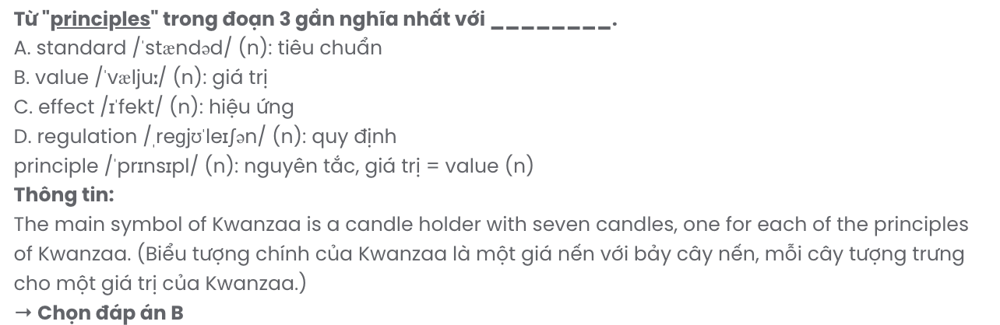 Từ "principles" trong đoạn 3 gần nghĩa nhất với ________.
A. standard /ˈstændəd/ (n): tiêu chuẩn
B. value /ˈvæljuː/ (n): giá trị
C. effect /ɪˈfekt/ (n): hiệu ứng
D. regulation /ˌreɡjʊˈleɪʃən/ (n): quy định
principle /ˈprɪnsɪpl/ (n): nguyên tắc, giá trị = value (n)
Thông tin:
The main symbol of Kwanzaa is a candle holder with seven candles, one for each of the principles
of Kwanzaa. (Biểu tượng chính của Kwanzaa là một giá nến với bảy cây nến, mỗi cây tượng trưng
cho một giá trị của Kwanzaa.)
→ Chọn đáp án B